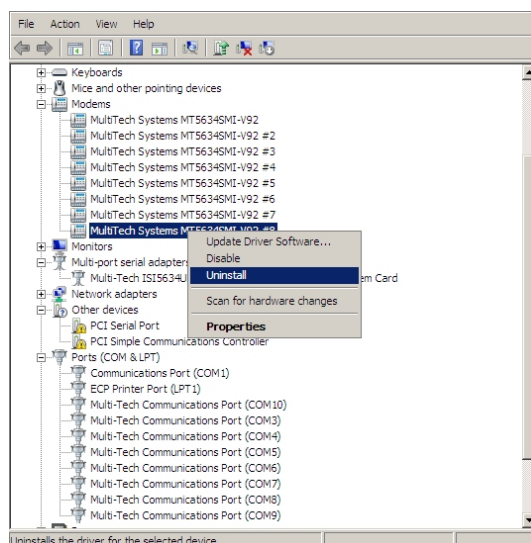 File Action View Help
Keyboards
Mice and other pointing devices
Modems
MultiTech Systems MT5634SMI-V92
MultiTech Systems MT5634SMI-V92 #2
MultiTech Systems MT5634SMI-V92 #3
MultiTech Systems MT5634SMI-V92 #4
MultiTech Systems MT5634SMI-V92 #5
MultiTech Systems MT5634SMI-V92 #6
MultiTech Systems MT5634SMI-V92 #7
MultiTech Systems MT5634SMI-V92 #8
Update Driver Software...
Disable
Uninstall
Scan for hardware changes
Properties
Monitors
Multi-port serial adapters
Multi-Tech ISI5634U em Card
Network adapters
Other devices
PCI Serial Port
PCI Simple Communications Controller
Ports (COM & LPT)
Communications Port (COM1)
ECP Printer Port (LPT1)
Multi-Tech Communications Port (COM10)
Multi-Tech Communications Port (COM3)
Multi-Tech Communications Port (COM4)
Multi-Tech Communications Port (COM5)
Multi-Tech Communications Port (COM6)
Multi-Tech Communications Port (COM7)
Multi-Tech Communications Port (COM8)
Multi-Tech Communications Port (COM9)
Uninstalls the driver for the selected device.